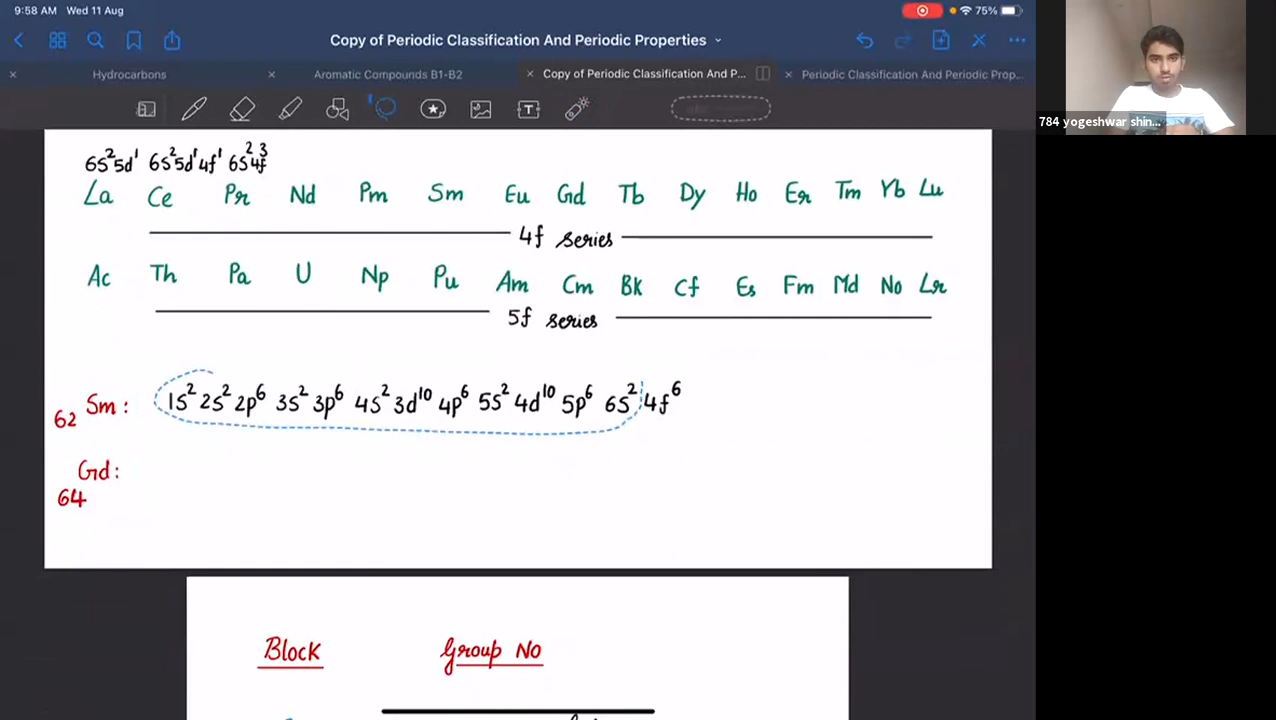 9:58 AM Wed 11 Aug
75%
Copy of Periodic Classification And Periodic Properties
Hydrocarbons
Aromatic Compounds B1-B2
Copy of Periodic Classification And P...
Periodic Classification And Periodic Prop...
784 yogeshwar shin...
6s²5d¹ 6s²5d¹4f¹ 6s²4f³
La Ce Pr Nd Pm Sm Eu Gd Tb Dy Ho Er Tm Yb Lu
4f series
Ac Th Pa U Np Pu Am Cm Bk Cf Es Fm Md No Lr
5f series
62 Sm: 1s² 2s² 2p⁶ 3s² 3p⁶ 4s² 3d¹⁰ 4p⁶ 5s² 4d¹⁰ 5p⁶ 6s² 4f⁶
Gd:
64
Block Group No